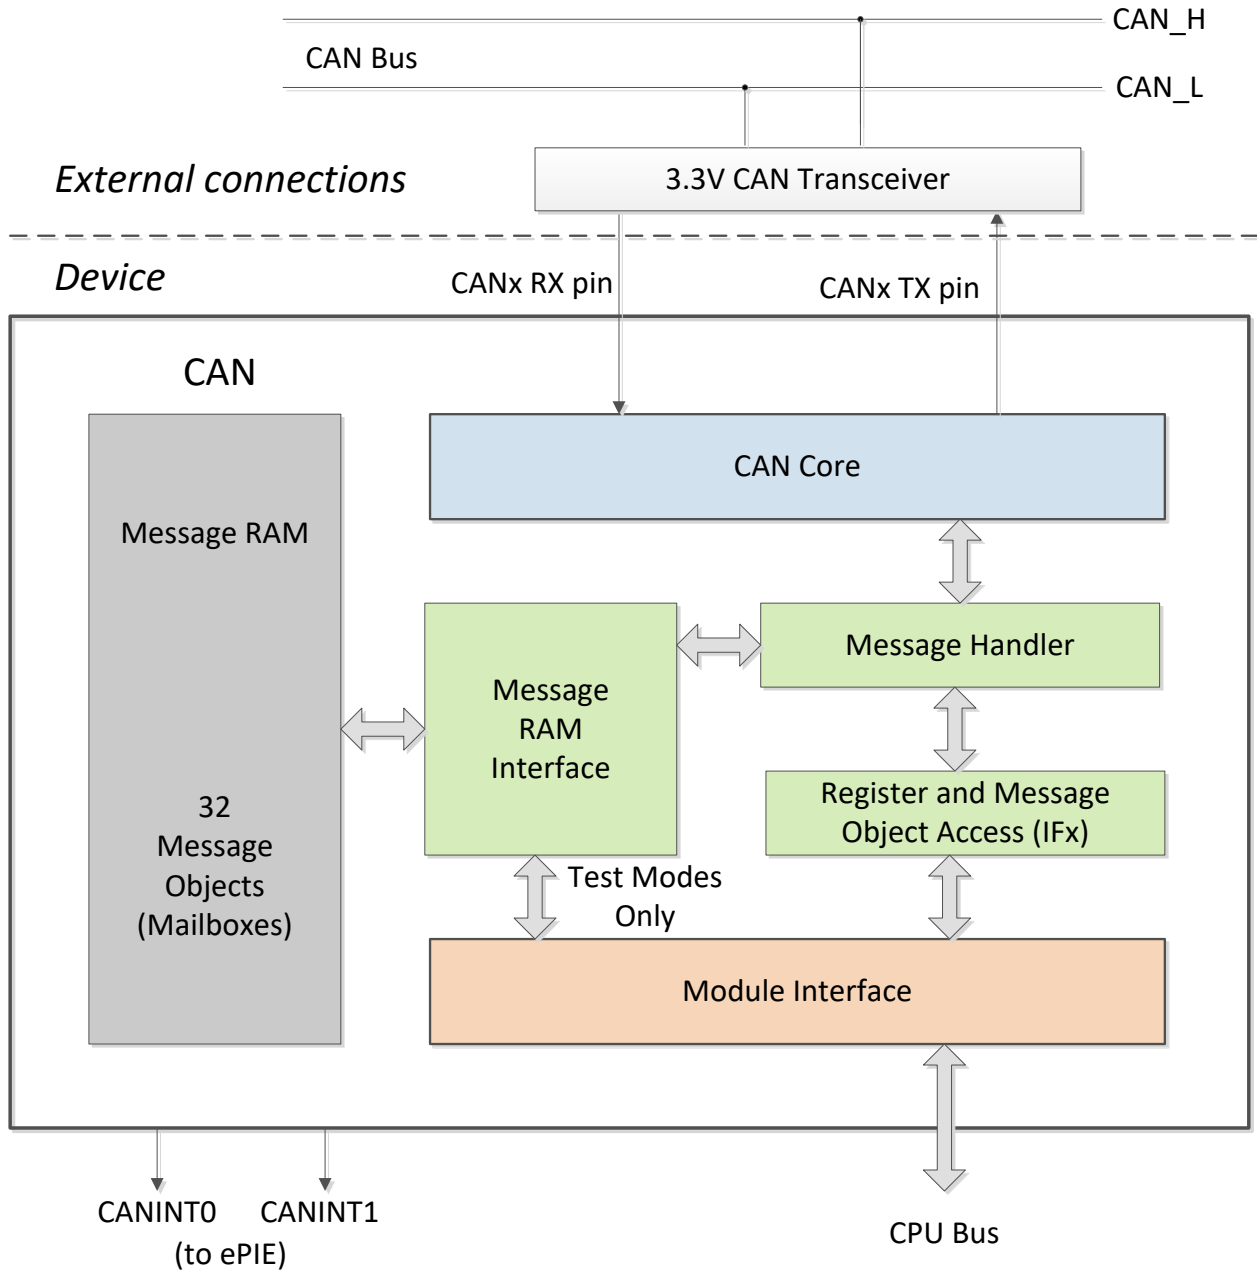 CAN_H
CAN Bus
CAN_L
External connections
3.3V CAN Transceiver
Device
CANx RX pin
CANx TX pin
CAN
CAN Core
Message RAM
Message Handler
Message
RAM
Interface
32
Message
Objects
(Mailboxes)
Register and Message
Object Access (IFx)
Test Modes
Only
Module Interface
CANINT0
CANINT1
(to ePIE)
CPU Bus